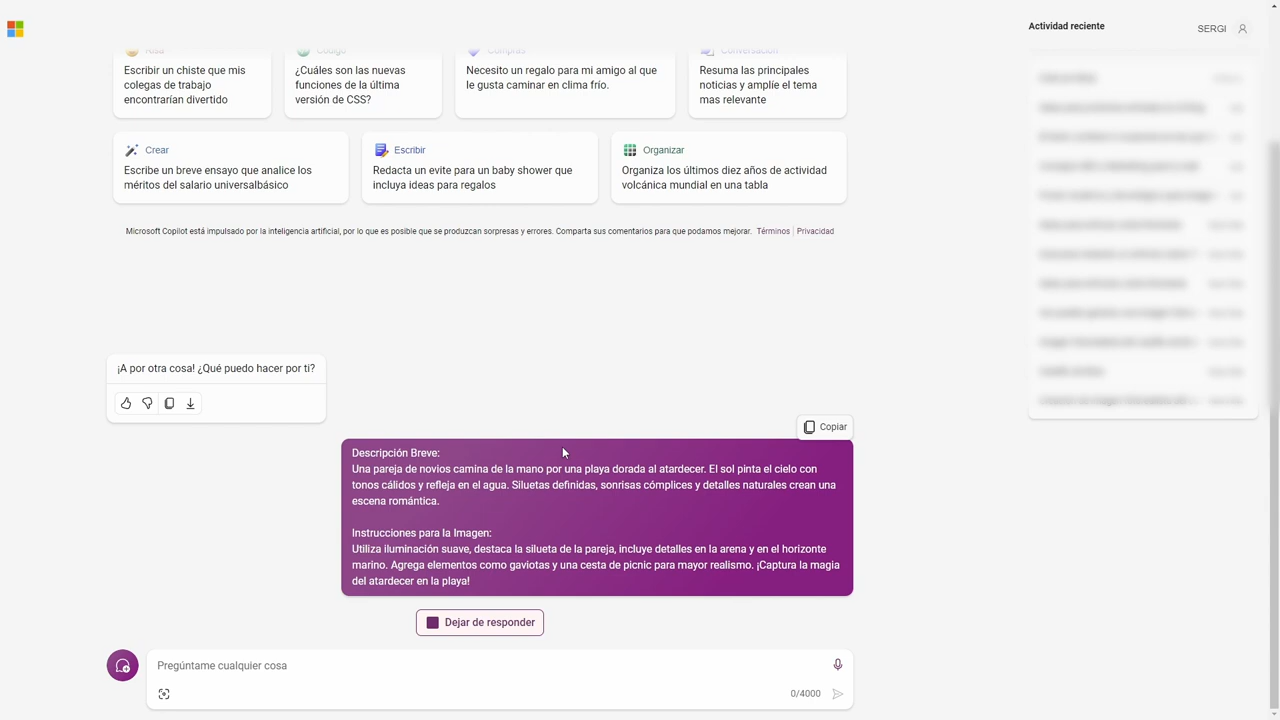 Actividad reciente
SERGI
Risa
Código
Compras
Conversación
Escribir un chiste que mis
colegas de trabajo
encontrarían divertido
¿Cuáles son las nuevas
funciones de la última
versión de CSS?
Necesito un regalo para mi amigo al que
le gusta caminar en clima frío.
Resuma las principales
noticias y amplíe el tema
mas relevante
Crear
Escribe un breve ensayo que analice los
méritos del salario universalbásico
Escribir
Redacta un evite para un baby shower que
incluya ideas para regalos
Organizar
Organiza los últimos diez años de actividad
volcánica mundial en una tabla
Microsoft Copilot está impulsado por la inteligencia artificial, por lo que es posible que se produzcan sorpresas y errores. Comparta sus comentarios para que podamos mejorar. Términos | Privacidad
¡A por otra cosa! ¿Qué puedo hacer por ti?
Copiar
Descripción Breve:
Una pareja de novios camina de la mano por una playa dorada al atardecer. El sol pinta el cielo con
tonos cálidos y refleja en el agua. Siluetas definidas, sonrisas cómplices y detalles naturales crean una
escena romántica.
Instrucciones para la Imagen:
Utiliza iluminación suave, destaca la silueta de la pareja, incluye detalles en la arena y en el horizonte
marino. Agrega elementos como gaviotas y una cesta de picnic para mayor realismo. ¡Captura la magia
del atardecer en la playa!
Dejar de responder
Pregúntame cualquier cosa
0/4000